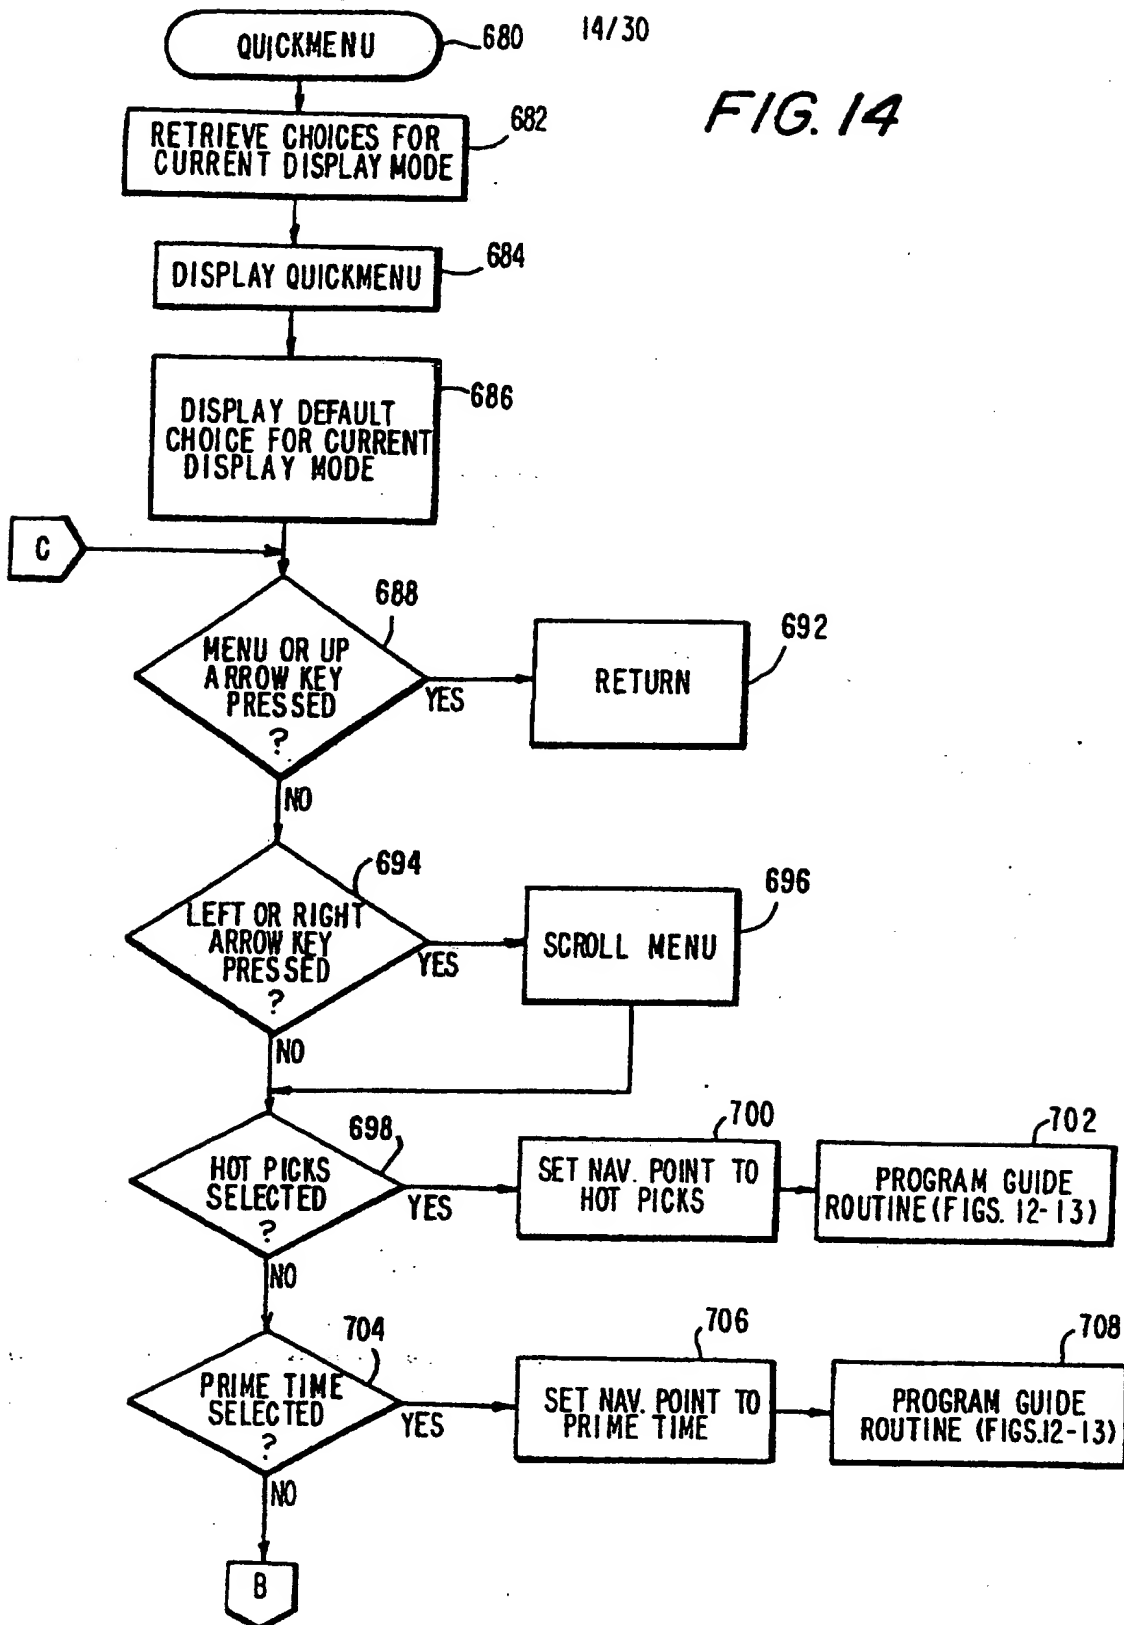 QUICKMENU
680
14/30
FIG. 14
RETRIEVE CHOICES FOR
CURRENT DISPLAY MODE
682
DISPLAY QUICKMENU
684
DISPLAY DEFAULT
CHOICE FOR CURRENT
DISPLAY MODE
686
C
MENU OR UP
ARROW KEY
PRESSED
?
688
YES
RETURN
692
NO
LEFT OR RIGHT
ARROW KEY
PRESSED
?
694
YES
SCROLL MENU
696
NO
HOT PICKS
SELECTED
?
698
YES
SET NAV. POINT TO
HOT PICKS
700
PROGRAM GUIDE
ROUTINE (FIGS. 12-13)
702
NO
PRIME TIME
SELECTED
?
704
YES
SET NAV. POINT TO
PRIME TIME
706
PROGRAM GUIDE
ROUTINE (FIGS.12-13)
708
NO
B